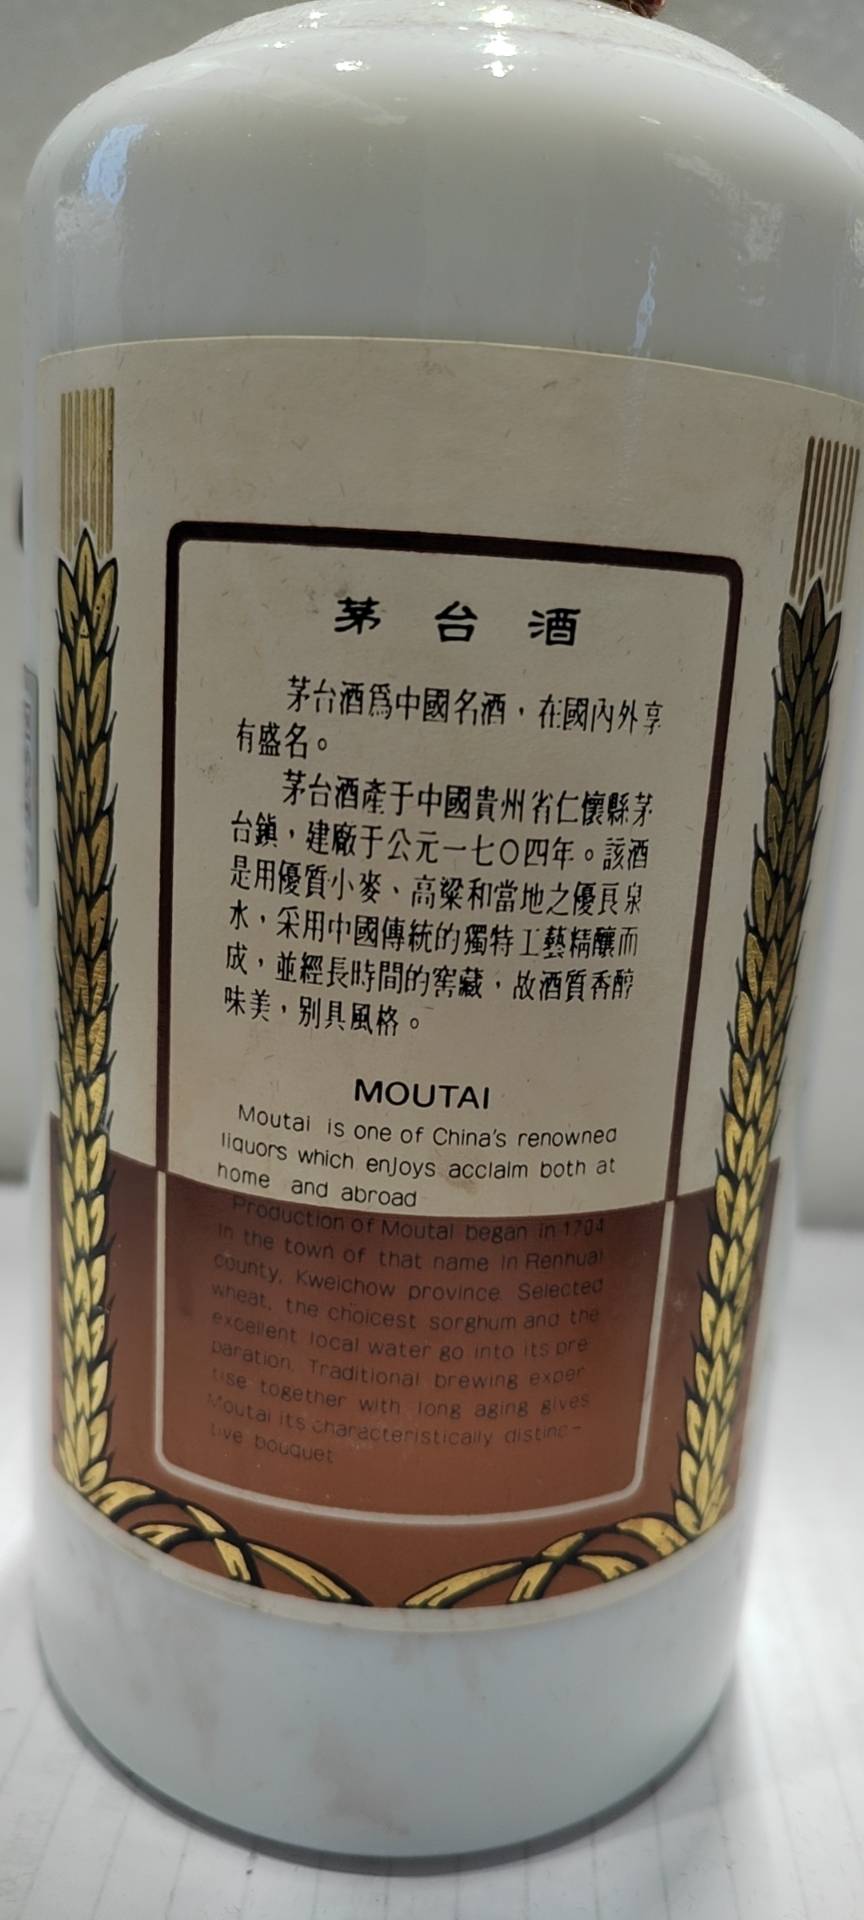 茅台酒
茅台酒爲中國名酒，在國內外享
有盛名。
茅台酒產于中國貴州省仁懷縣茅
台鎮，建廠于公元一七〇四年。該酒
是用優質小麥、高粱和當地之優良泉
水，采用中國傳統的獨特工藝精釀而
成，並經長時間的窖藏，故酒質香醇
味美，別具風格。
MOUTAI
Moutai is one of China's renowned
liquors which enjoys acclaim both at
home and abroad
Production of Moutai began in 1704
in the town of that name in Renhuai
county, Kweichow province. Selected
wheat, the choicest sorghum and the
excellent local water go into its pre
paration. Traditional brewing exper
tise together with long aging gives
Moutai its characteristically distinc-
tive bouquet